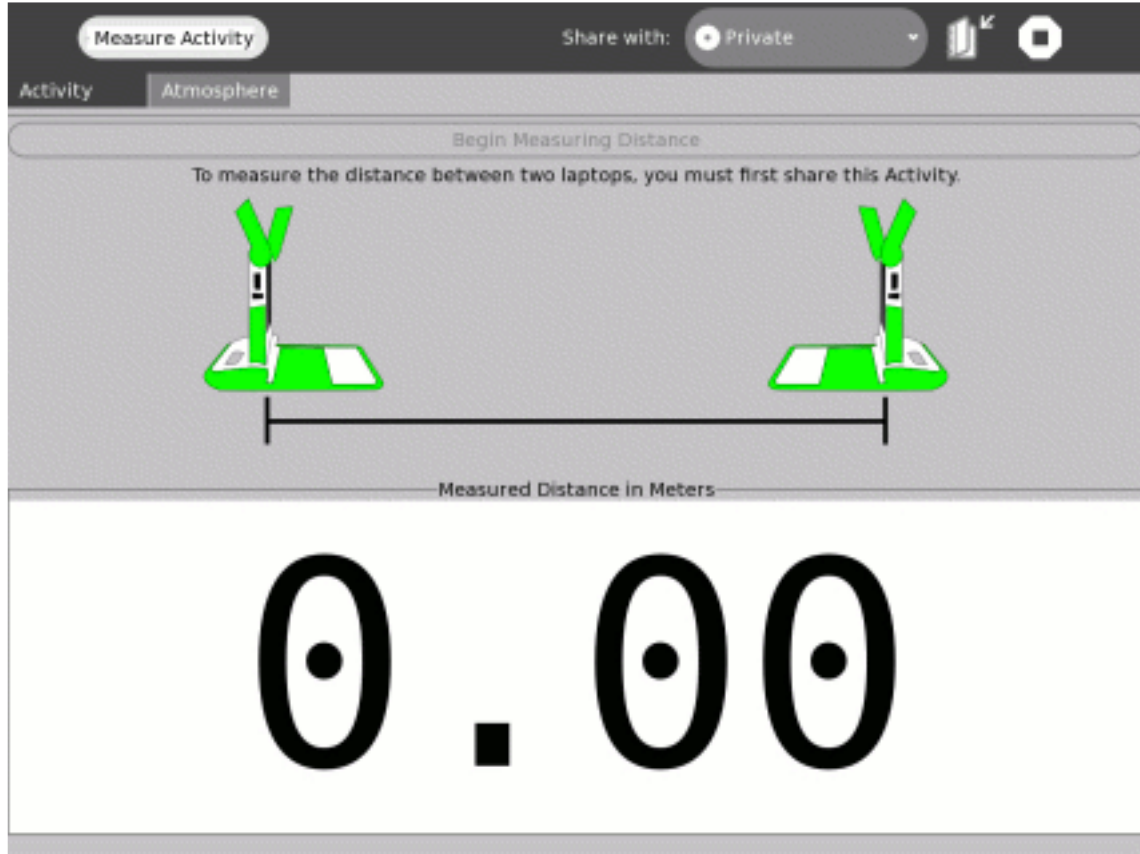 Measure Activity Share with: Private
Activity Atmosphere
Begin Measuring Distance
To measure the distance between two laptops, you must first share this Activity.
Measured Distance in Meters
0.00